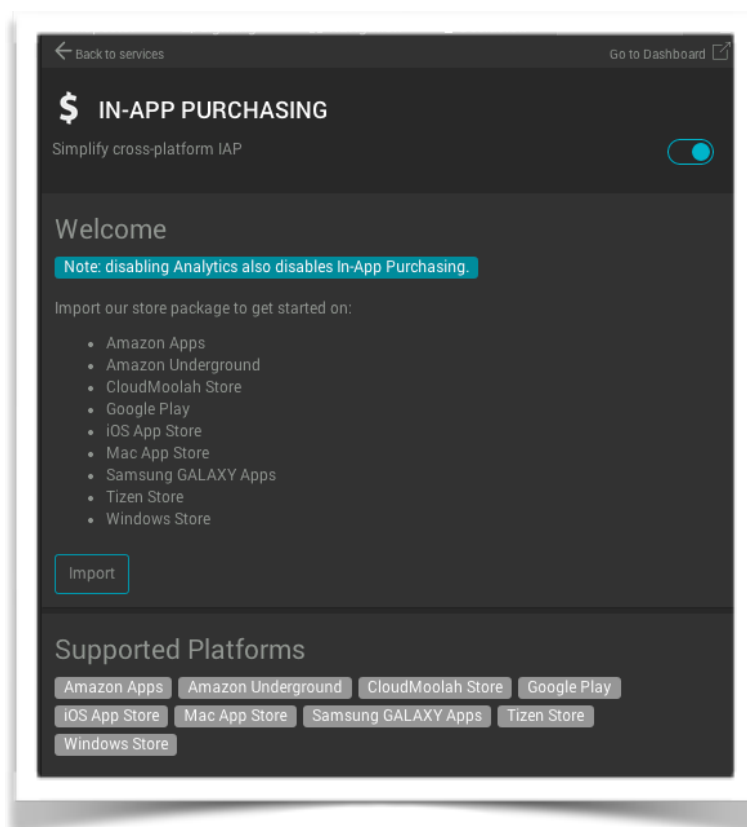 Back to services
Go to Dashboard
$ IN-APP PURCHASING
Simplify cross-platform IAP
Welcome
Note: disabling Analytics also disables In-App Purchasing.
Import our store package to get started on:
• Amazon Apps
• Amazon Underground
• CloudMoolah Store
• Google Play
• iOS App Store
• Mac App Store
• Samsung GALAXY Apps
• Tizen Store
• Windows Store
Import
Supported Platforms
Amazon Apps Amazon Underground CloudMoolah Store Google Play
iOS App Store Mac App Store Samsung GALAXY Apps Tizen Store
Windows Store